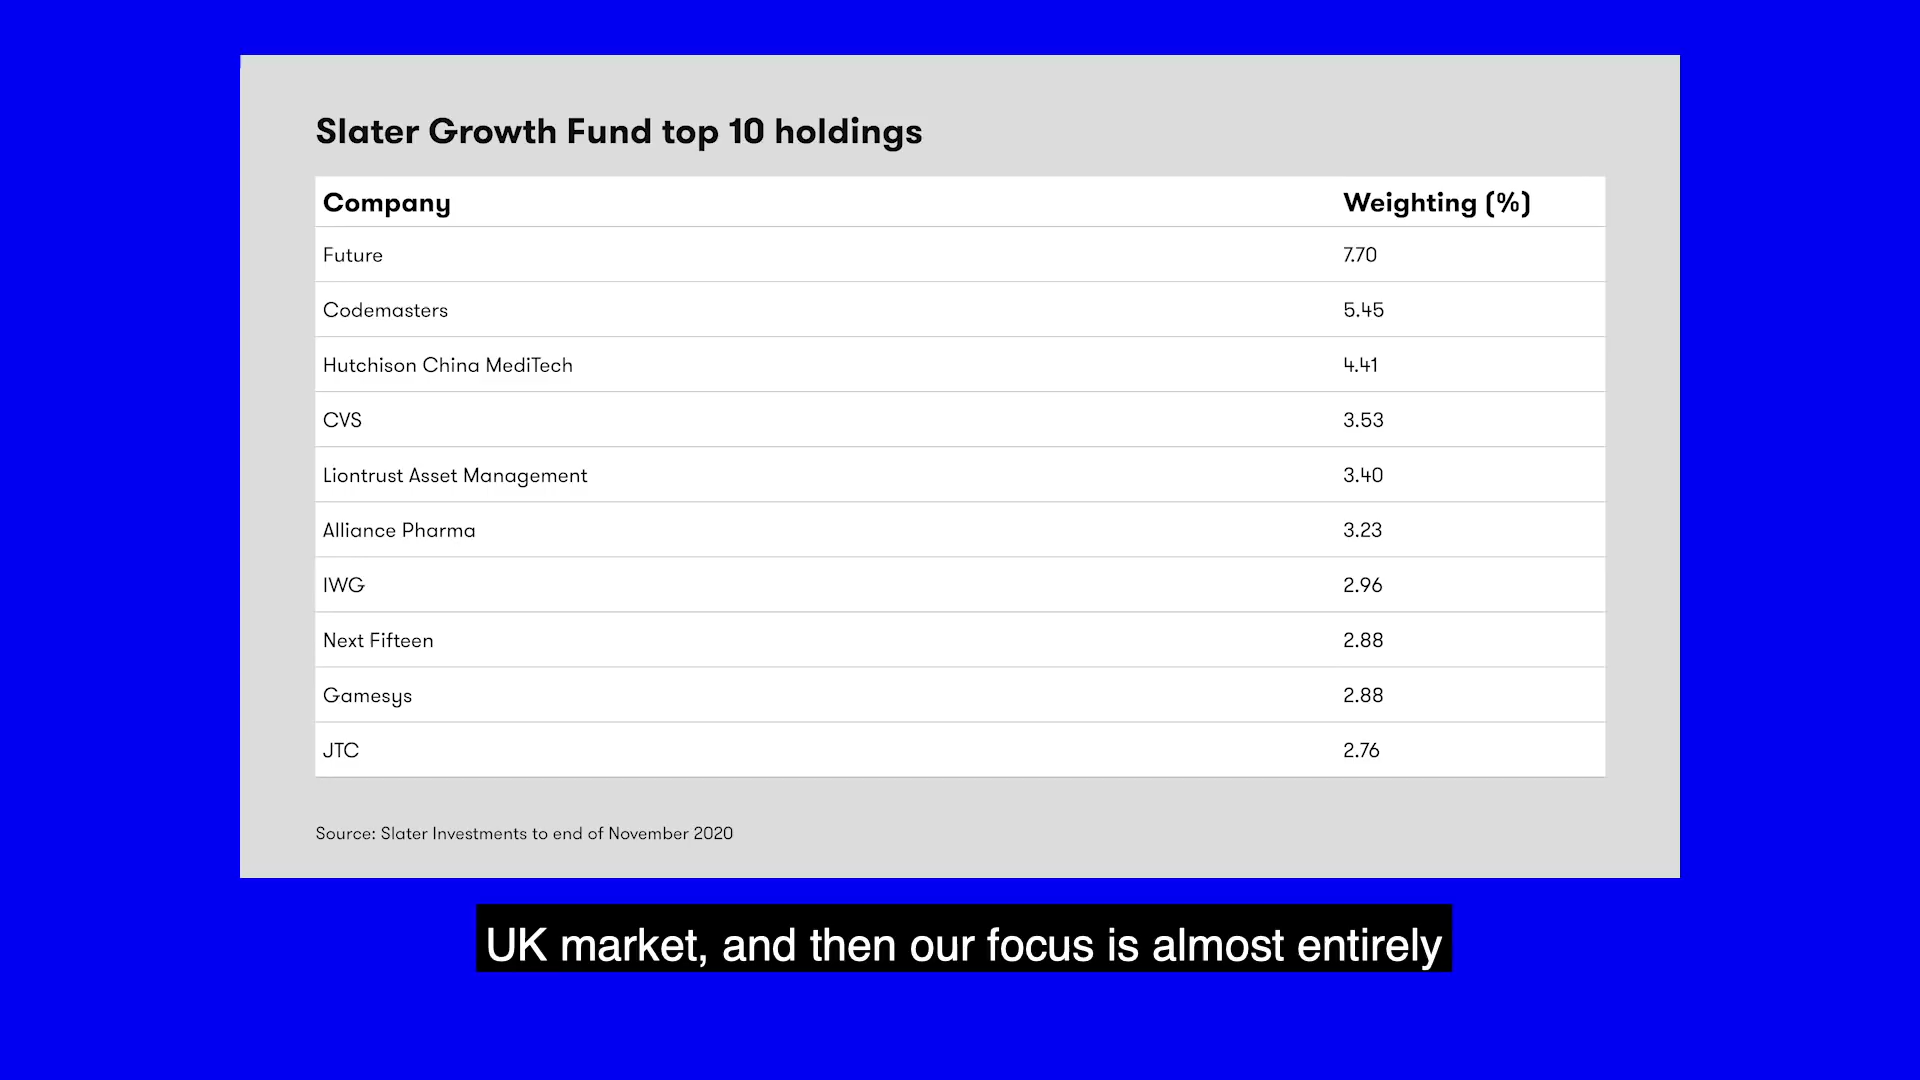 Slater Growth Fund top 10 holdings
Company Weighting (%)
Future 7.70
Codemasters 5.45
Hutchison China MediTech 4.41
CVS 3.53
Liontrust Asset Management 3.40
Alliance Pharma 3.23
IWG 2.96
Next Fifteen 2.88
Gamesys 2.88
JTC 2.76
Source: Slater Investments to end of November 2020
UK market, and then our focus is almost entirely